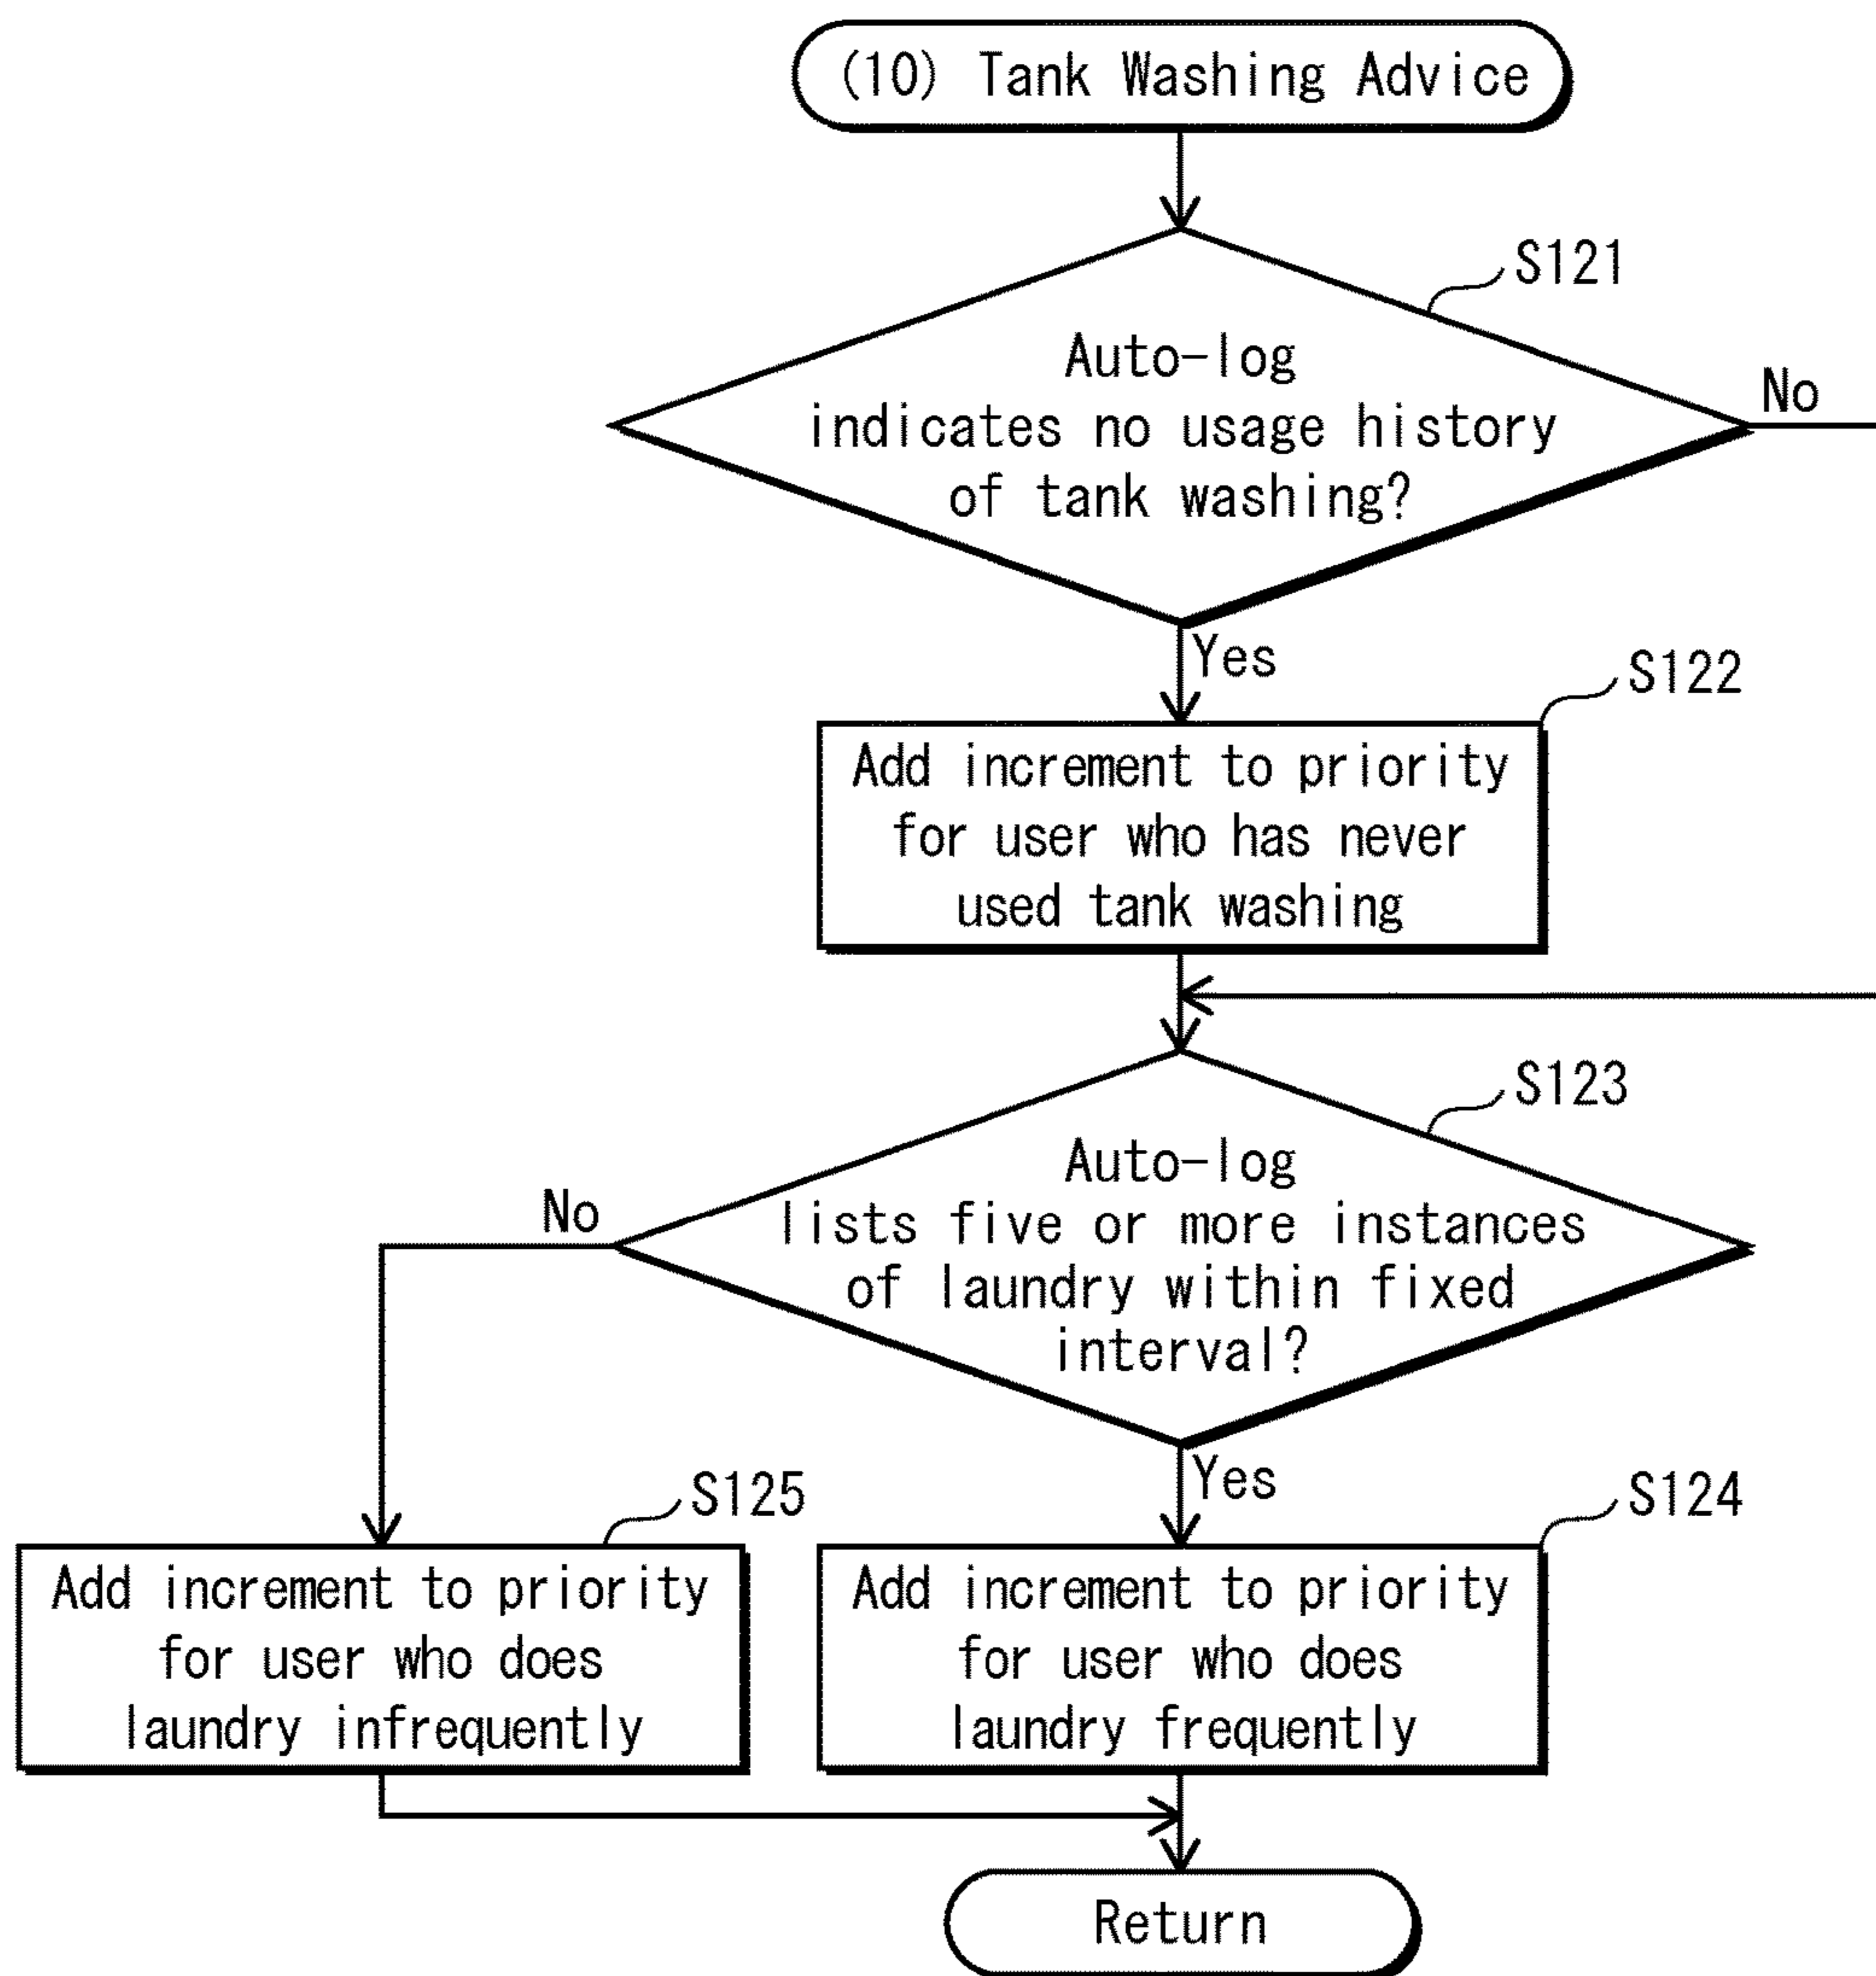 (10) Tank Washing Advice
S121
Auto-log
indicates no usage history
of tank washing?
No
Yes
S122
Add increment to priority
for user who has never
used tank washing
S123
Auto-log
lists five or more instances
of laundry within fixed
interval?
No
Yes
S125
Add increment to priority
for user who does
laundry infrequently
S124
Add increment to priority
for user who does
laundry frequently
Return